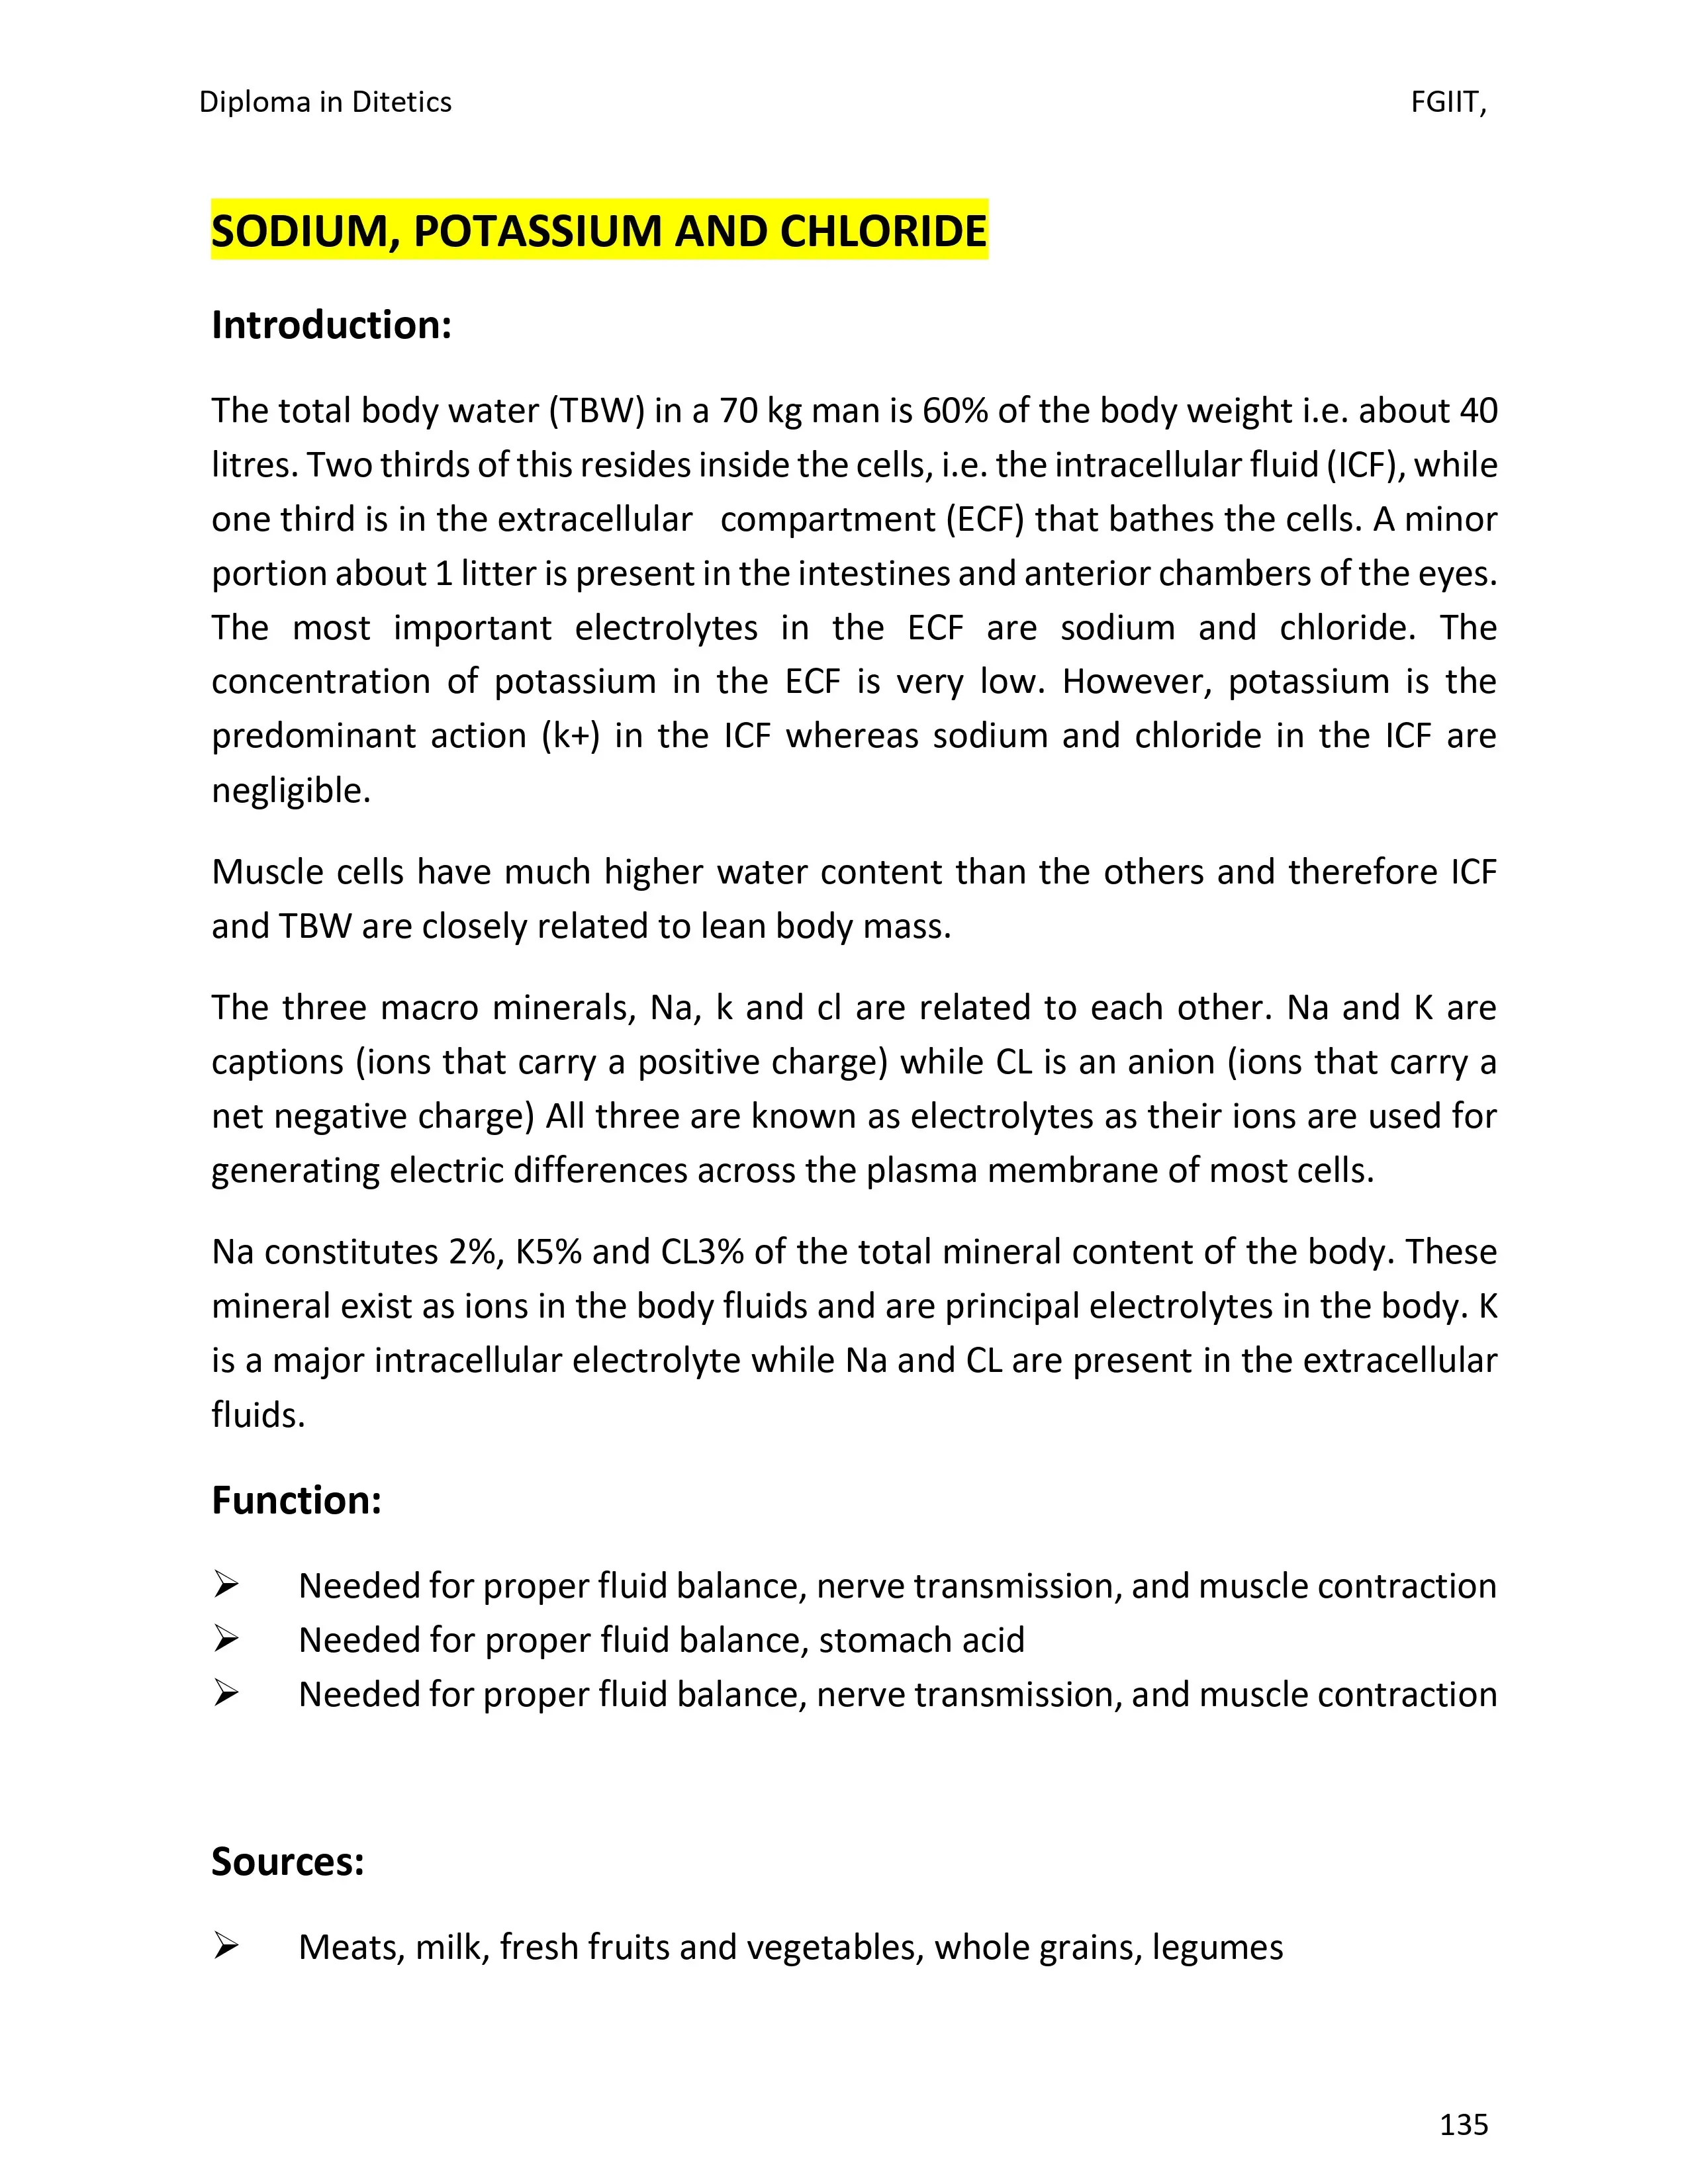 Diploma in Ditetics FGIIT,
SODIUM, POTASSIUM AND CHLORIDE
Introduction:
The total body water (TBW) in a 70 kg man is 60% of the body weight i.e. about 40
litres. Two thirds of this resides inside the cells, i.e. the intracellular fluid (ICF), while
one third is in the extracellular compartment (ECF) that bathes the cells. A minor
portion about 1 litter is present in the intestines and anterior chambers of the eyes.
The most important electrolytes in the ECF are sodium and chloride. The
concentration of potassium in the ECF is very low. However, potassium is the
predominant action (k+) in the ICF whereas sodium and chloride in the ICF are
negligible.
Muscle cells have much higher water content than the others and therefore ICF
and TBW are closely related to lean body mass.
The three macro minerals, Na, k and cl are related to each other. Na and K are
captions (ions that carry a positive charge) while CL is an anion (ions that carry a
net negative charge) All three are known as electrolytes as their ions are used for
generating electric differences across the plasma membrane of most cells.
Na constitutes 2%, K5% and CL3% of the total mineral content of the body. These
mineral exist as ions in the body fluids and are principal electrolytes in the body. K
is a major intracellular electrolyte while Na and CL are present in the extracellular
fluids.
Function:
➢ Needed for proper fluid balance, nerve transmission, and muscle contraction
➢ Needed for proper fluid balance, stomach acid
➢ Needed for proper fluid balance, nerve transmission, and muscle contraction
Sources:
➢ Meats, milk, fresh fruits and vegetables, whole grains, legumes
135